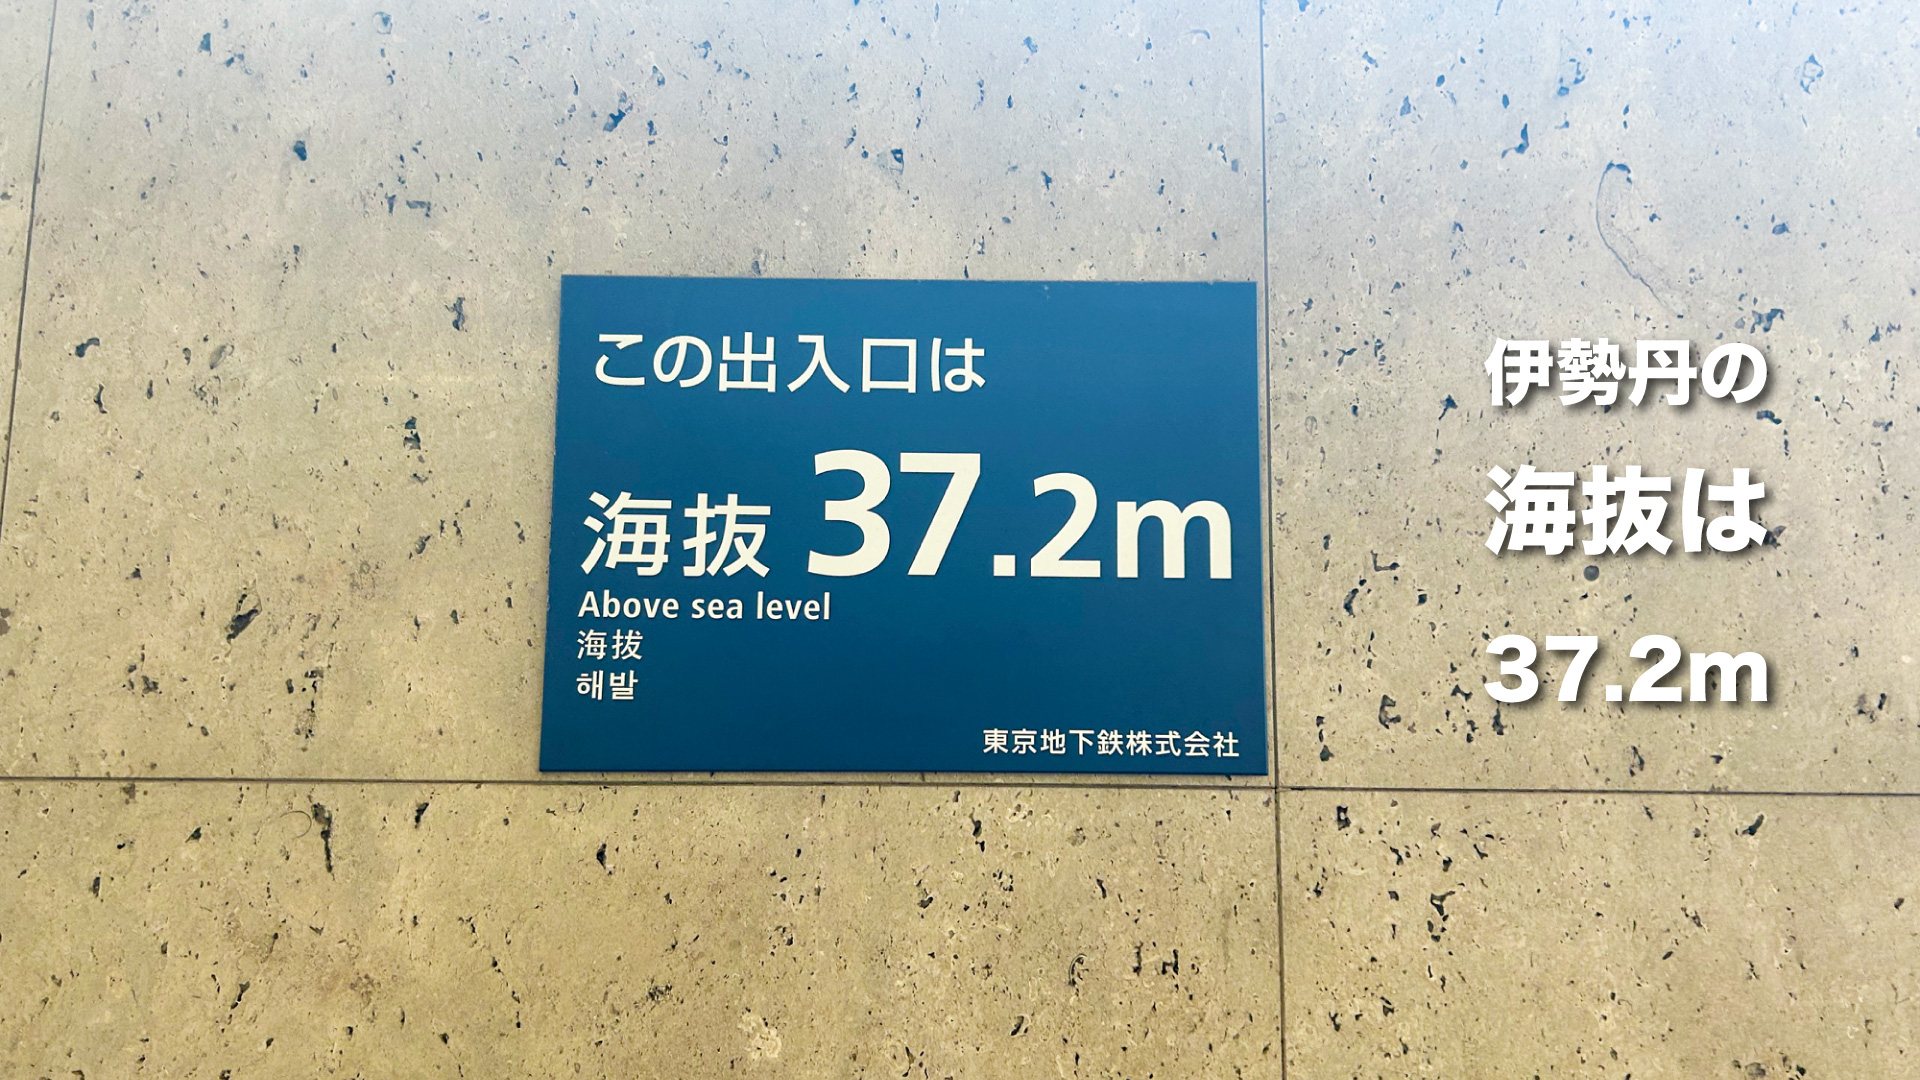 この出入口は
海抜 37.2m
Above sea level
海拔
해발
東京地下鉄株式会社
伊勢丹の
海抜は
37.2m